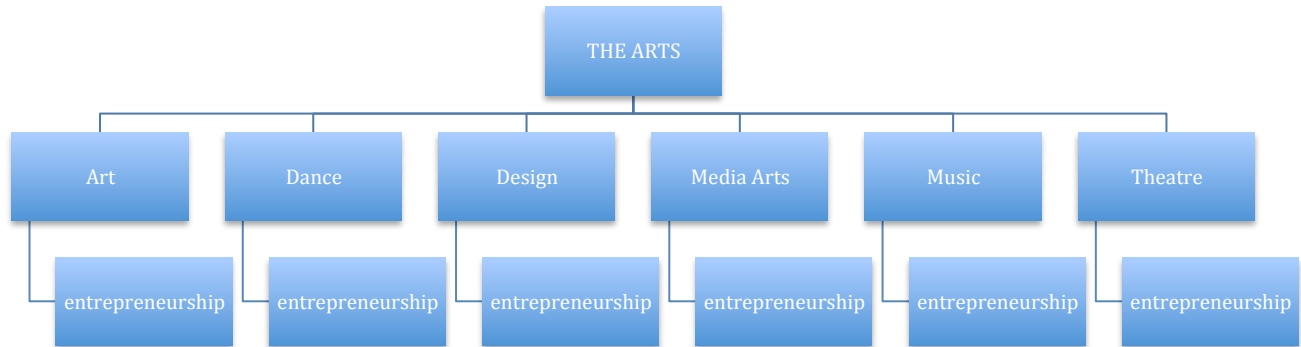 THE ARTS
Art
Dance
Design
Media Arts
Music
Theatre
entrepreneurship
entrepreneurship
entrepreneurship
entrepreneurship
entrepreneurship
entrepreneurship